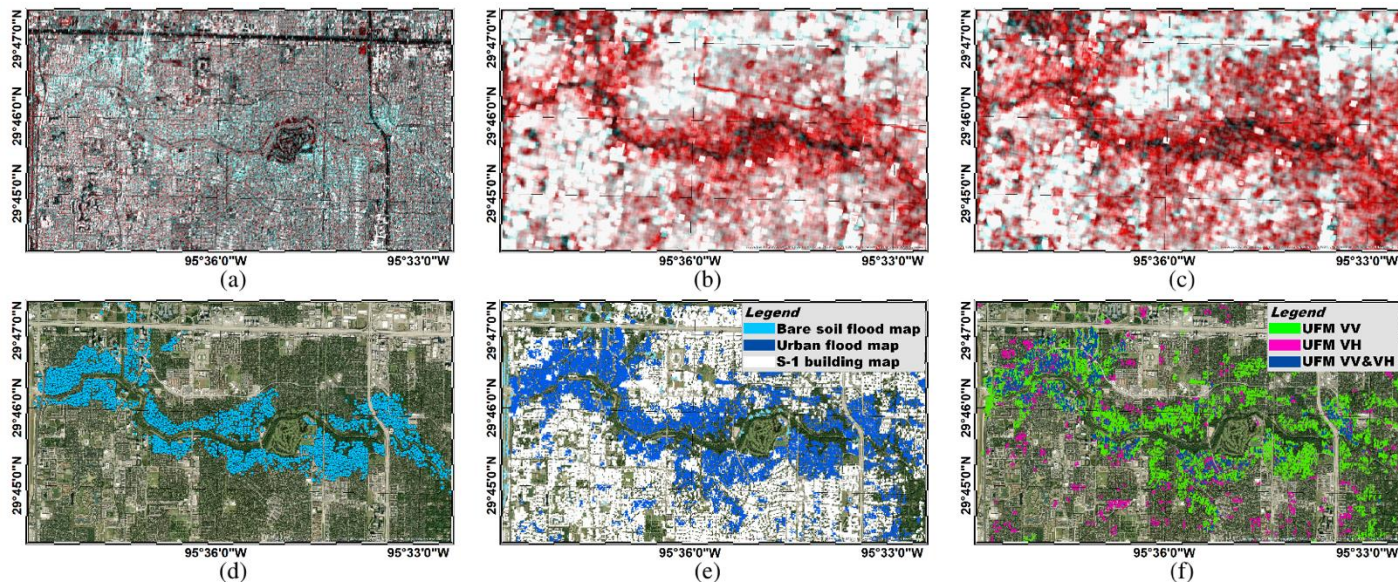 29°47'0"N
29°46'0"N
29°45'0"N
95°36'0"W
95°33'0"W
(a)
29°47'0"N
29°46'0"N
29°45'0"N
95°36'0"W
95°33'0"W
(b)
29°47'0"N
29°46'0"N
29°45'0"N
95°36'0"W
95°33'0"W
(c)
29°47'0"N
29°46'0"N
29°45'0"N
95°36'0"W
95°33'0"W
(d)
29°47'0"N
29°46'0"N
29°45'0"N
Legend
Bare soil flood map
Urban flood map
S-1 building map
95°36'0"W
95°33'0"W
(e)
29°47'0"N
29°46'0"N
29°45'0"N
Legend
UFM VV
UFM VH
UFM VV&VH
95°36'0"W
95°33'0"W
(f)